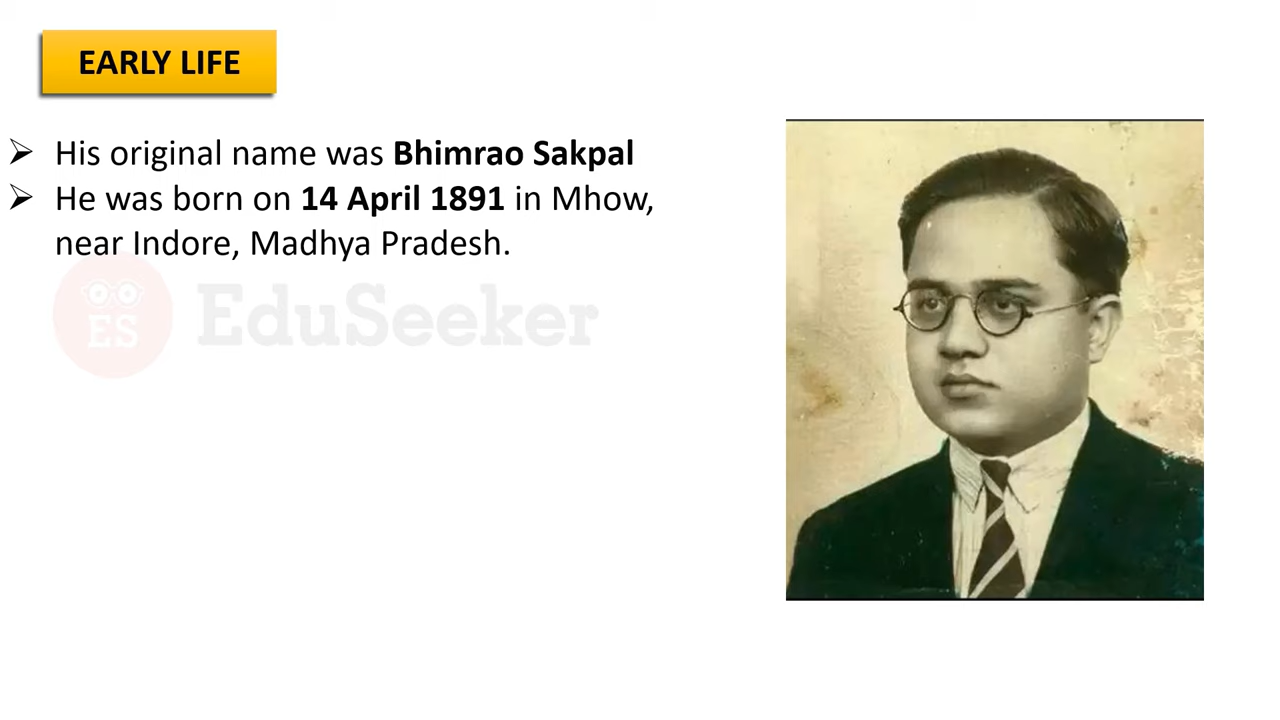 EARLY LIFE
➢ His original name was Bhimrao Sakpal
➢ He was born on 14 April 1891 in Mhow,
near Indore, Madhya Pradesh.
ES EduSeeker